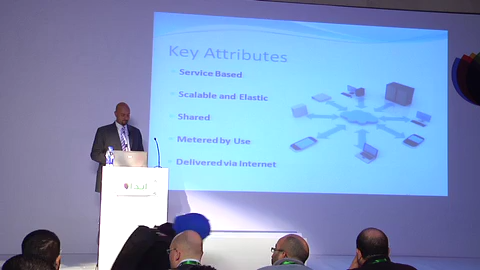 Key Attributes
Service Based
Scalable and Elastic
Shared
Metered by Use
Delivered via Internet